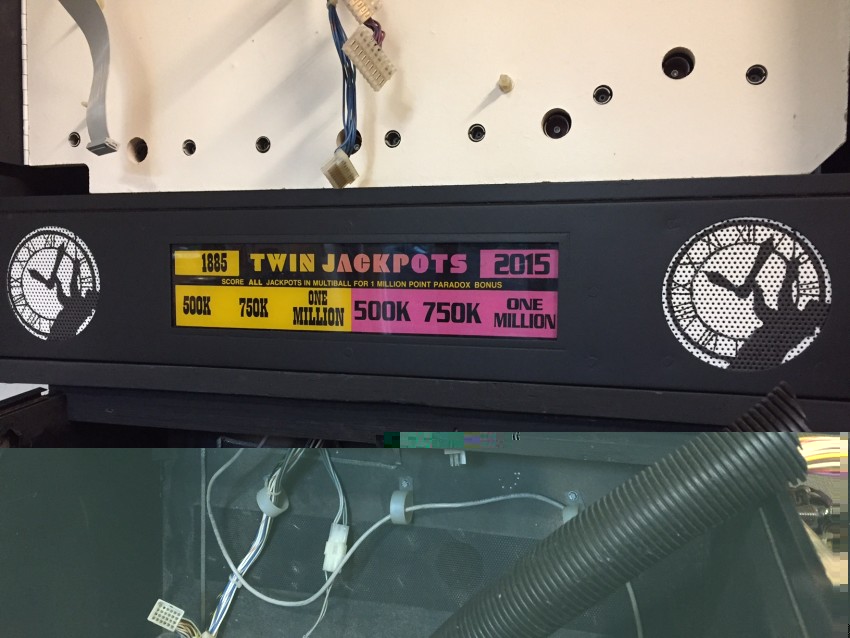 1885 TWIN JACKPOTS 2015
SCORE ALL JACKPOTS IN MULTIBALL FOR 1 MILLION POINT PARADOX BONUS
500K 750K ONE MILLION 500K 750K ONE MILLION